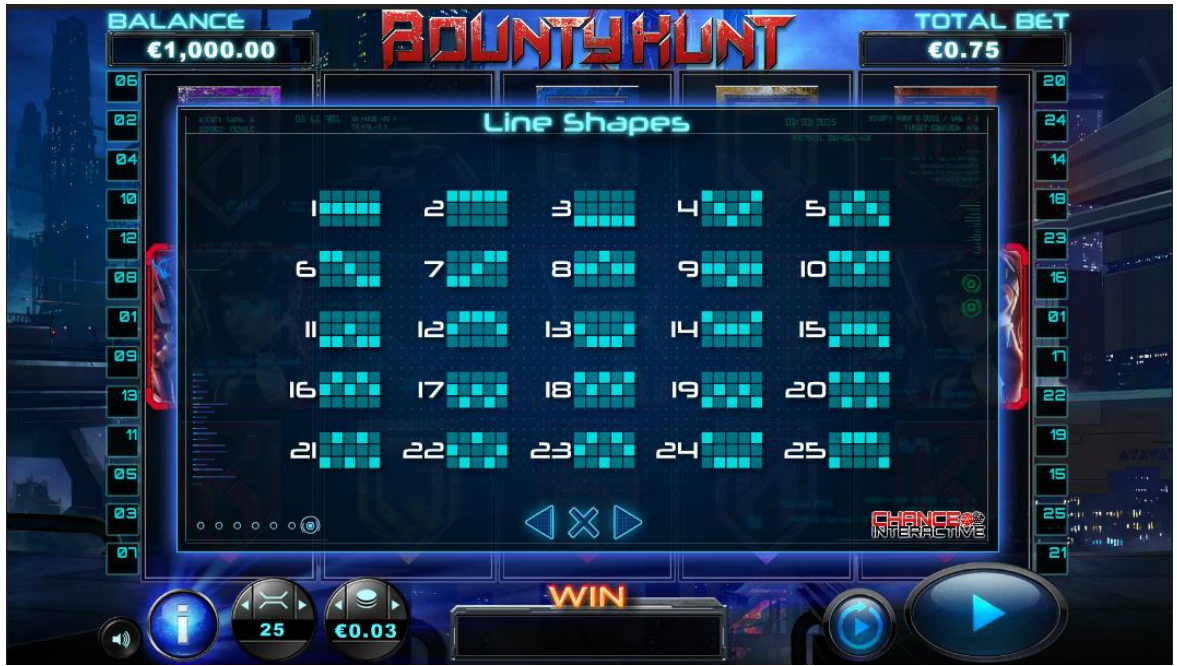 BALANCE
€1,000.00
BOUNTY HUNT
TOTAL BET
€0.75
Line Shapes
06
02
04
10
12
08
01
09
13
11
05
03
07
20
24
14
18
23
16
01
17
22
19
15
25
21
1 2 3 4 5
6 7 8 9 10
11 12 13 14 15
16 17 18 19 20
21 22 23 24 25
CHANCE
INTERACTIVE
WIN
i
25
€0.03